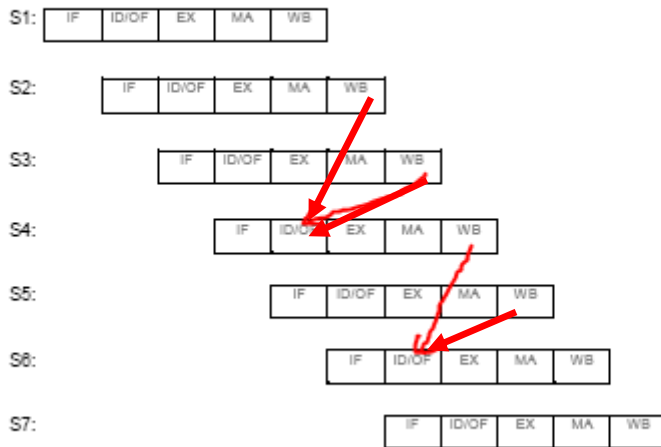 S1: IF ID/OF EX MA WB
S2: IF ID/OF EX MA WB
S3: IF ID/OF EX MA WB
S4: IF ID/OF EX MA WB
S5: IF ID/OF EX MA WB
S6: IF ID/OF EX MA WB
S7: IF ID/OF EX MA WB